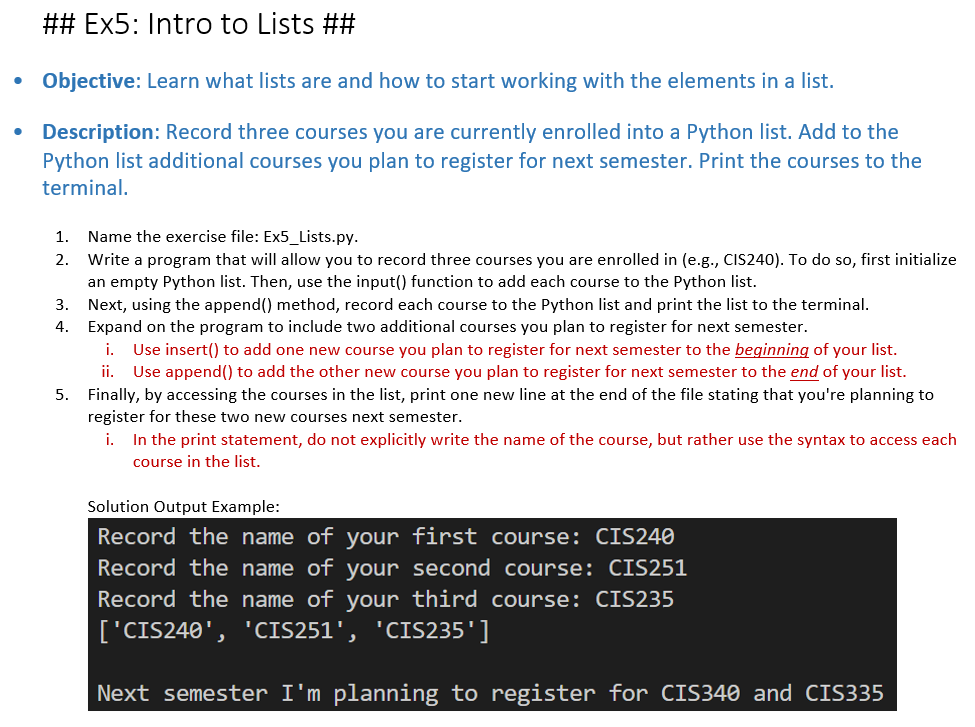 ## Ex5: Intro to Lists ##
• Objective: Learn what lists are and how to start working with the elements in a list.
• Description: Record three courses you are currently enrolled into a Python list. Add to the
Python list additional courses you plan to register for next semester. Print the courses to the
terminal.
1. Name the exercise file: Ex5_Lists.py.
2. Write a program that will allow you to record three courses you are enrolled in (e.g., CIS240). To do so, first initialize
an empty Python list. Then, use the input() function to add each course to the Python list.
3. Next, using the append() method, record each course to the Python list and print the list to the terminal.
4. Expand on the program to include two additional courses you plan to register for next semester.
i. Use insert() to add one new course you plan to register for next semester to the beginning of your list.
ii. Use append() to add the other new course you plan to register for next semester to the end of your list.
5. Finally, by accessing the courses in the list, print one new line at the end of the file stating that you're planning to
register for these two new courses next semester.
i. In the print statement, do not explicitly write the name of the course, but rather use the syntax to access each
course in the list.
Solution Output Example:
Record the name of your first course: CIS240
Record the name of your second course: CIS251
Record the name of your third course: CIS235
['CIS240', 'CIS251', 'CIS235']
Next semester I'm planning to register for CIS340 and CIS335